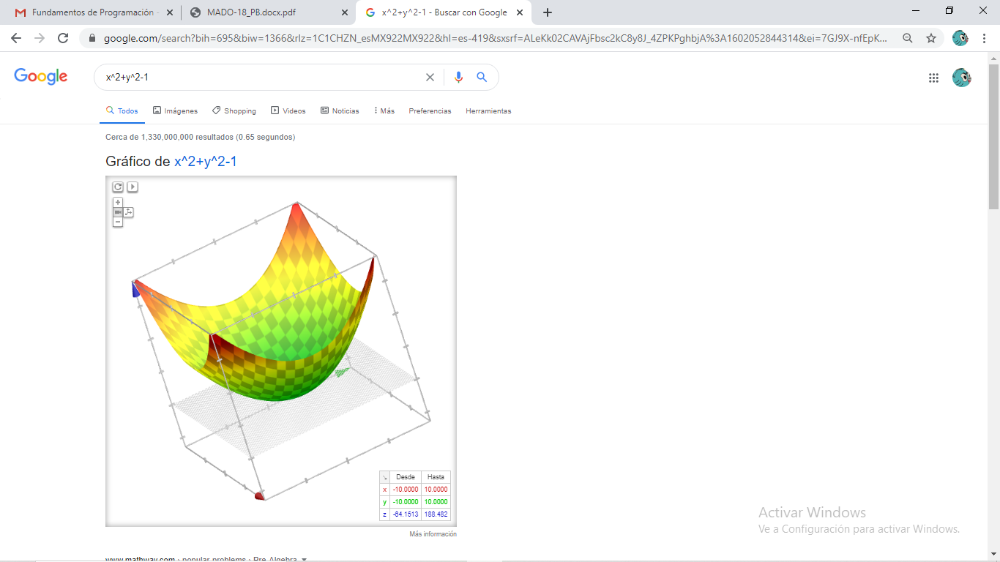 Fundamentos de Programación -
MADO-18_PB.docx.pdf
x^2+y^2-1 - Buscar con Google
google.com/search?bih=695&biw=1366&rlz=1C1CHZN_esMX922MX922&hl=es-419&sxsrf=ALeKk02CAVAjFbsc2kC8y8J_4ZPKPghbjA%3A1602052844314&ei=7GJ9X-nfEpK...
Google
x^2+y^2-1
Todos
Imágenes
Shopping
Videos
Noticias
Más
Preferencias
Herramientas
Cerca de 1,330,000,000 resultados (0.65 segundos)
Gráfico de x^2+y^2-1
Desde Hasta
x -10.0000 10.0000
y -10.0000 10.0000
z -64.1513 188.482
Más información
Activar Windows
Ve a Configuración para activar Windows.
www.mathway.com › popular-problems › Pre-Algebra